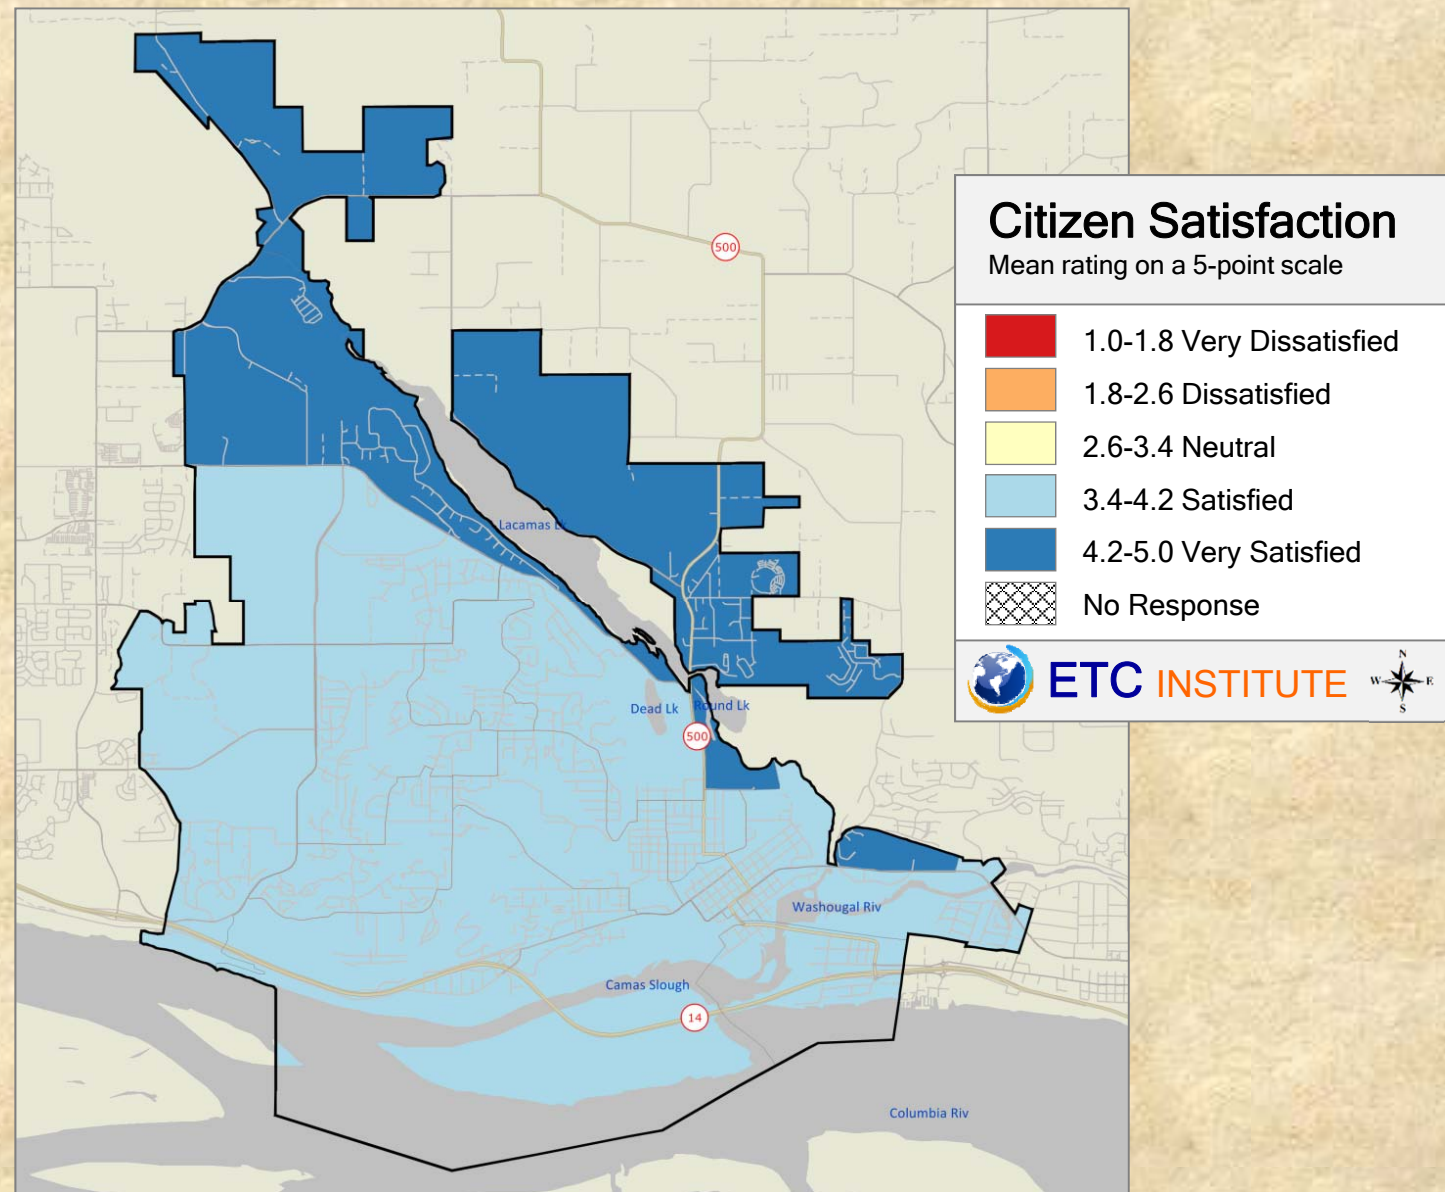 Citizen Satisfaction
Mean rating on a 5-point scale
1.0-1.8 Very Dissatisfied
1.8-2.6 Dissatisfied
2.6-3.4 Neutral
3.4-4.2 Satisfied
4.2-5.0 Very Satisfied
No Response
ETC INSTITUTE
N
W E
S
500
Lacamas Lk
Dead Lk
Round Lk
500
Washougal Riv
Camas Slough
14
Columbia Riv